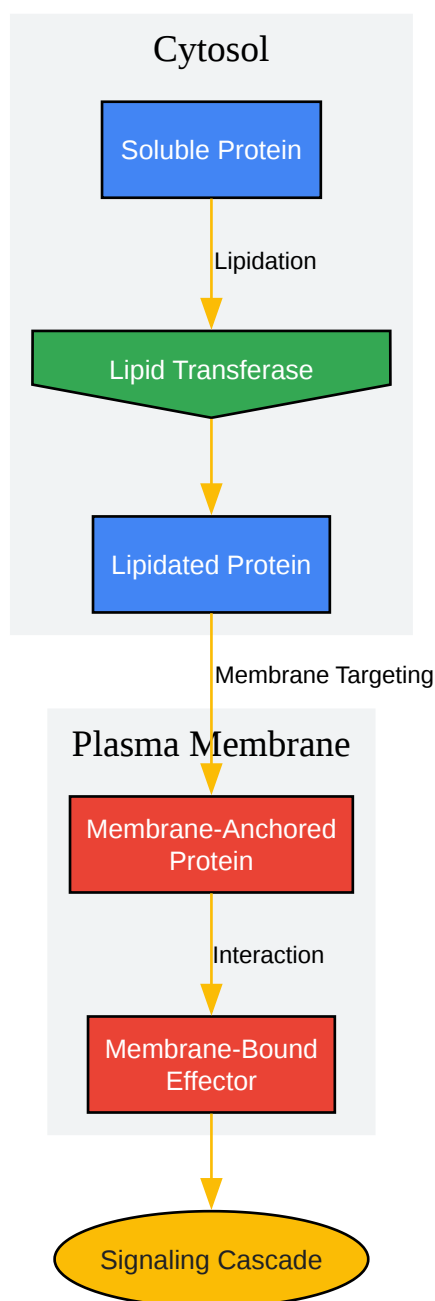 Cytosol
Soluble Protein
Lipidation
Lipid Transferase
Lipidated Protein
Membrane Targeting
Plasma Membrane
Membrane-Anchored
Protein
Interaction
Membrane-Bound
Effector
Signaling Cascade